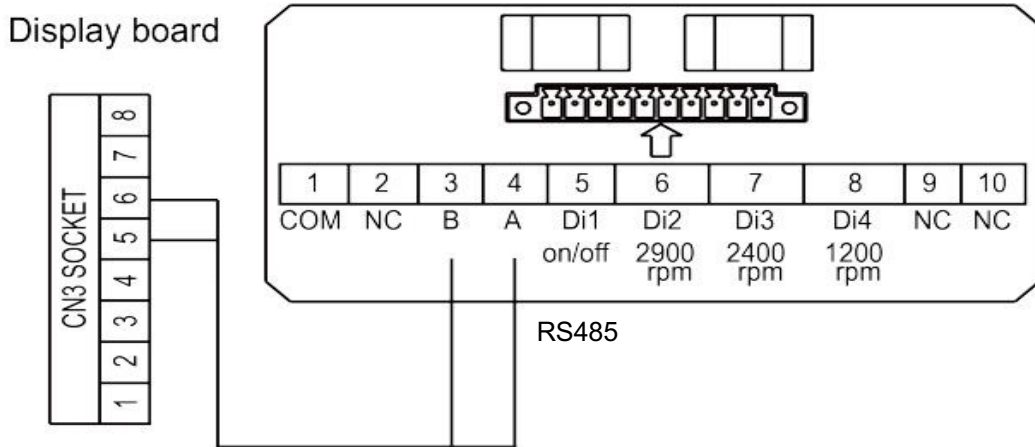 Display board
CN3 SOCKET
8
7
6
5
4
3
2
1
1 2 3 4 5 6 7 8 9 10
COM NC B A Di1 Di2 Di3 Di4 NC NC
on/off 2900 2400 1200
rpm rpm rpm
RS485